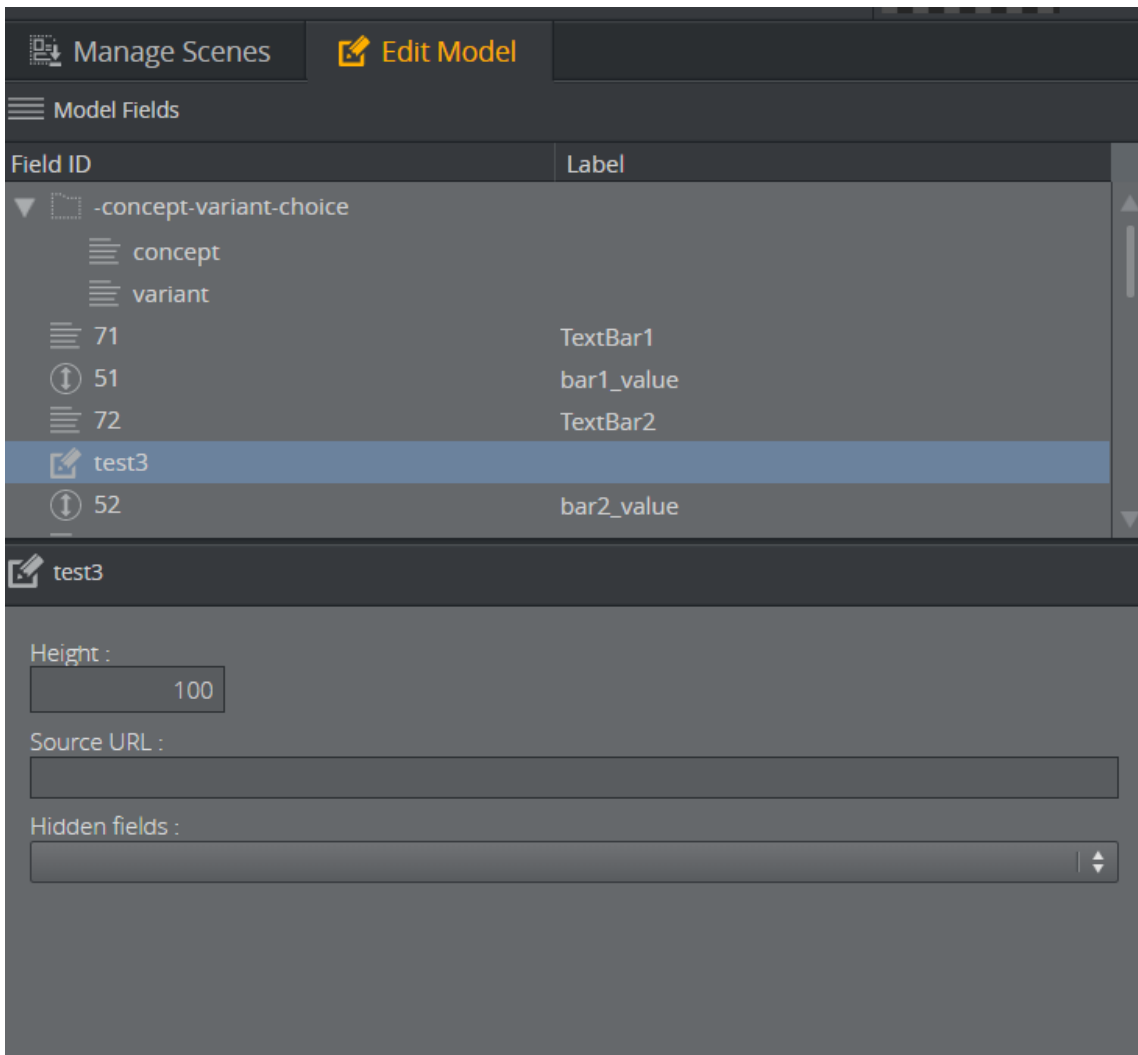 Manage Scenes Edit Model
Model Fields
Field ID Label
-concept-variant-choice
concept
variant
71 TextBar1
51 bar1_value
72 TextBar2
test3
52 bar2_value
test3
Height :
100
Source URL :
Hidden fields :